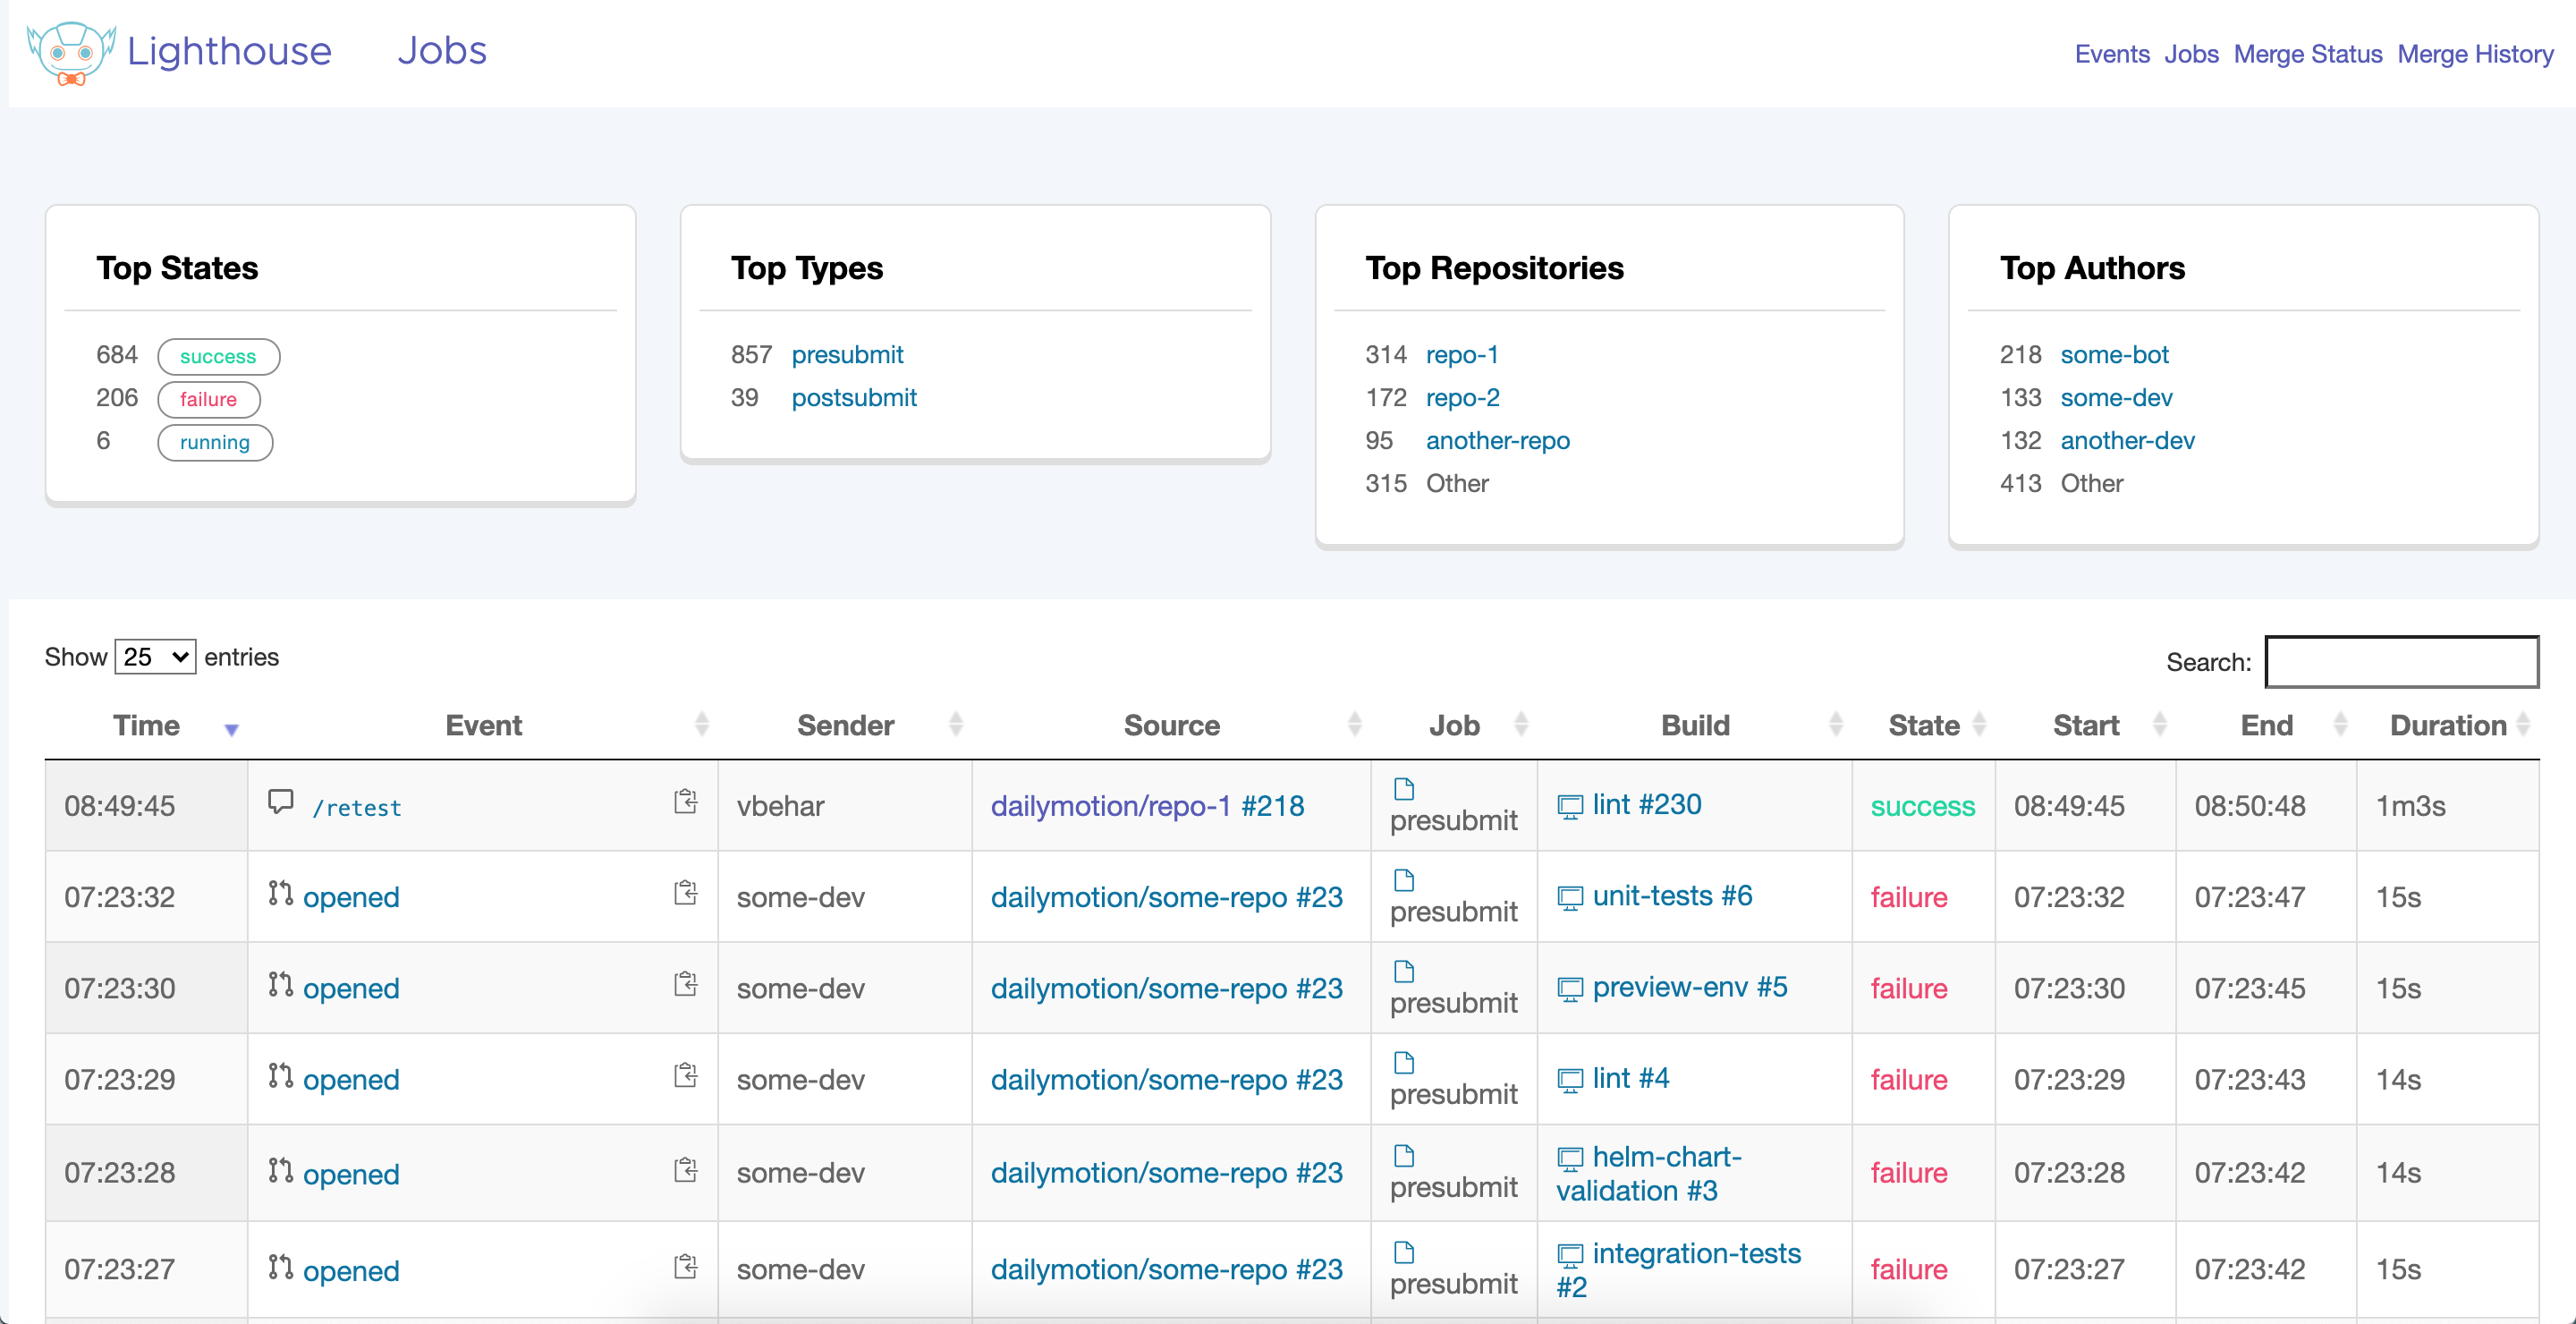 Lighthouse Jobs Events Jobs Merge Status Merge History
Top States
684 success
206 failure
6 running
Top Types
857 presubmit
39 postsubmit
Top Repositories
314 repo-1
172 repo-2
95 another-repo
315 Other
Top Authors
218 some-bot
133 some-dev
132 another-dev
413 Other
Show 25 entries Search:
Time Event Sender Source Job Build State Start End Duration
08:49:45 /retest vbehar dailymotion/repo-1 #218 presubmit lint #230 success 08:49:45 08:50:48 1m3s
07:23:32 opened some-dev dailymotion/some-repo #23 presubmit unit-tests #6 failure 07:23:32 07:23:47 15s
07:23:30 opened some-dev dailymotion/some-repo #23 presubmit preview-env #5 failure 07:23:30 07:23:45 15s
07:23:29 opened some-dev dailymotion/some-repo #23 presubmit lint #4 failure 07:23:29 07:23:43 14s
07:23:28 opened some-dev dailymotion/some-repo #23 presubmit helm-chart-
validation #3 failure 07:23:28 07:23:42 14s
07:23:27 opened some-dev dailymotion/some-repo #23 presubmit integration-tests
#2 failure 07:23:27 07:23:42 15s